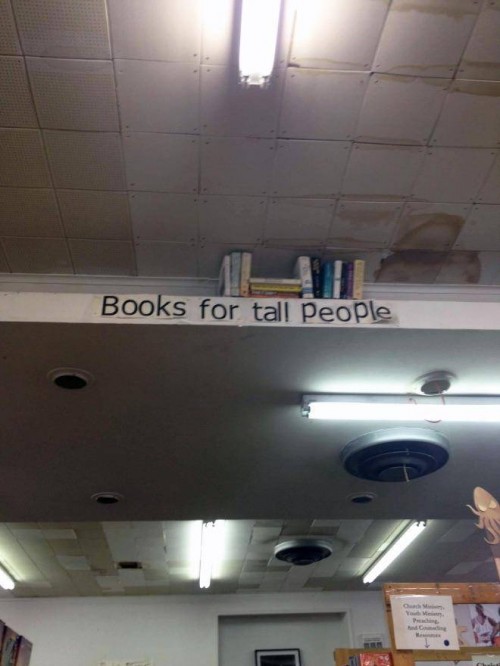 Books for tall PeoPle
Church Ministry,
Youth Ministry,
Preaching,
And Counseling
Resources